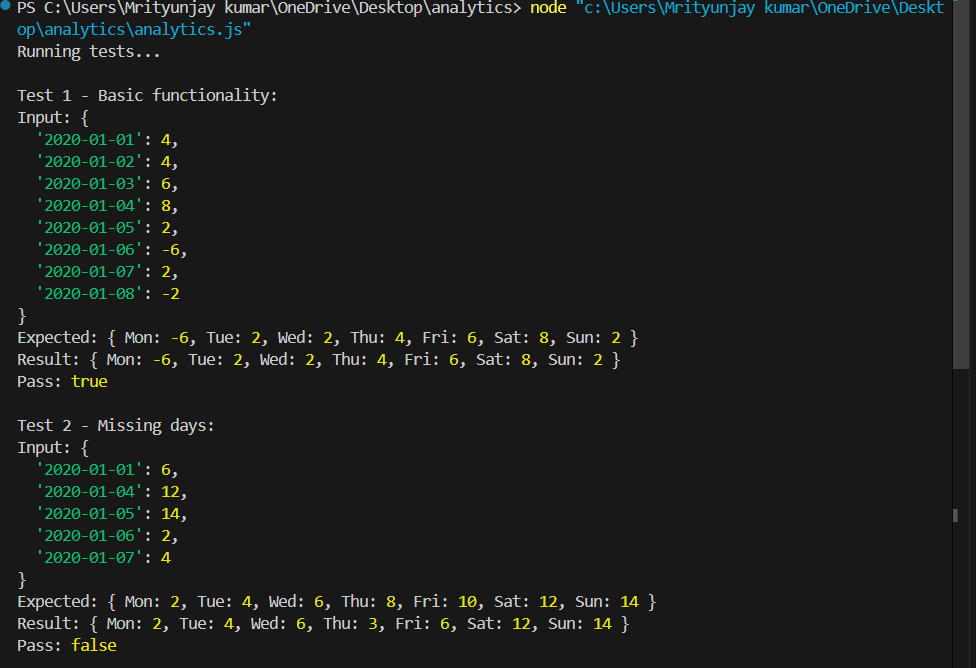 PS C:\Users\Mrityunjay kumar\OneDrive\Desktop\analytics> node "c:\Users\Mrityunjay kumar\OneDrive\Deskt
op\analytics\analytics.js"
Running tests...
Test 1 - Basic functionality:
Input: {
  '2020-01-01': 4,
  '2020-01-02': 4,
  '2020-01-03': 6,
  '2020-01-04': 8,
  '2020-01-05': 2,
  '2020-01-06': -6,
  '2020-01-07': 2,
  '2020-01-08': -2
}
Expected: { Mon: -6, Tue: 2, Wed: 2, Thu: 4, Fri: 6, Sat: 8, Sun: 2 }
Result: { Mon: -6, Tue: 2, Wed: 2, Thu: 4, Fri: 6, Sat: 8, Sun: 2 }
Pass: true
Test 2 - Missing days:
Input: {
  '2020-01-01': 6,
  '2020-01-04': 12,
  '2020-01-05': 14,
  '2020-01-06': 2,
  '2020-01-07': 4
}
Expected: { Mon: 2, Tue: 4, Wed: 6, Thu: 8, Fri: 10, Sat: 12, Sun: 14 }
Result: { Mon: 2, Tue: 4, Wed: 6, Thu: 3, Fri: 6, Sat: 12, Sun: 14 }
Pass: false